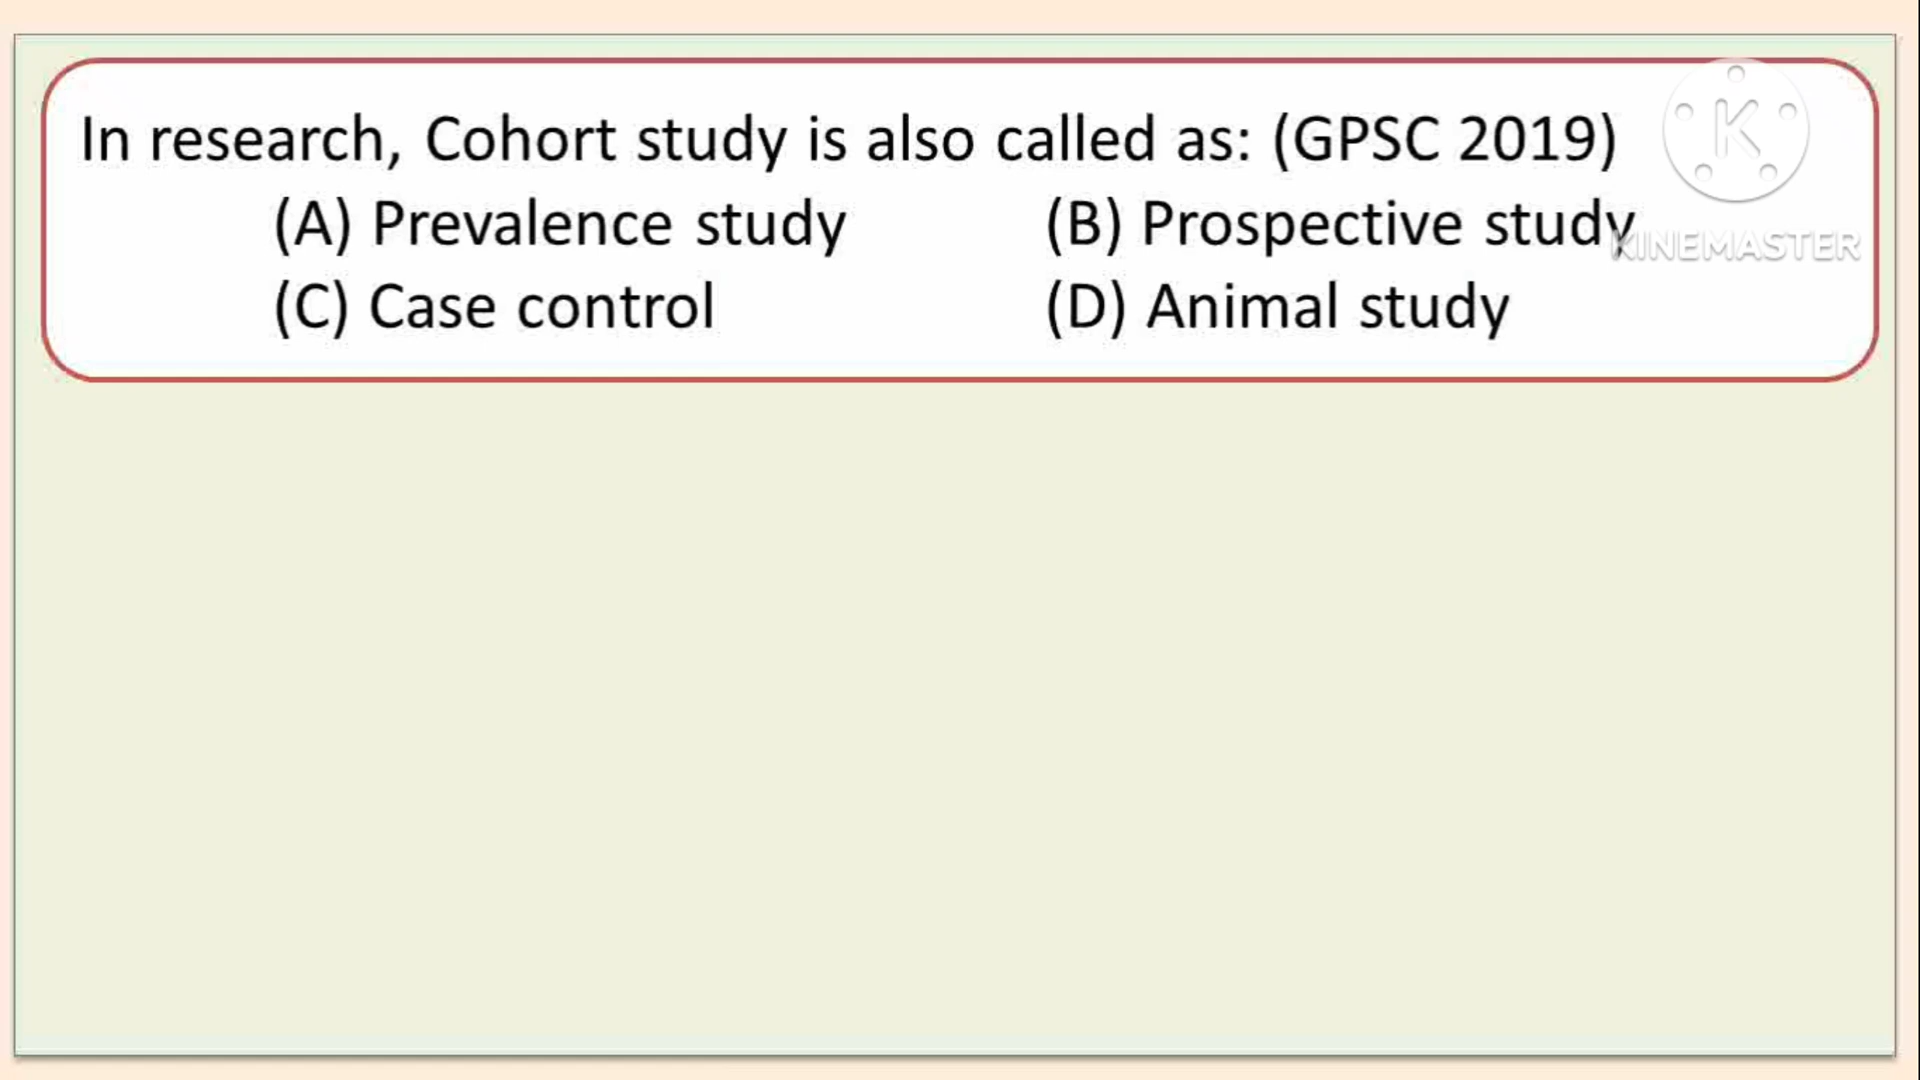 In research, Cohort study is also called as: (GPSC 2019)
(A) Prevalence study (B) Prospective study
(C) Case control (D) Animal study
K
KINEMASTER